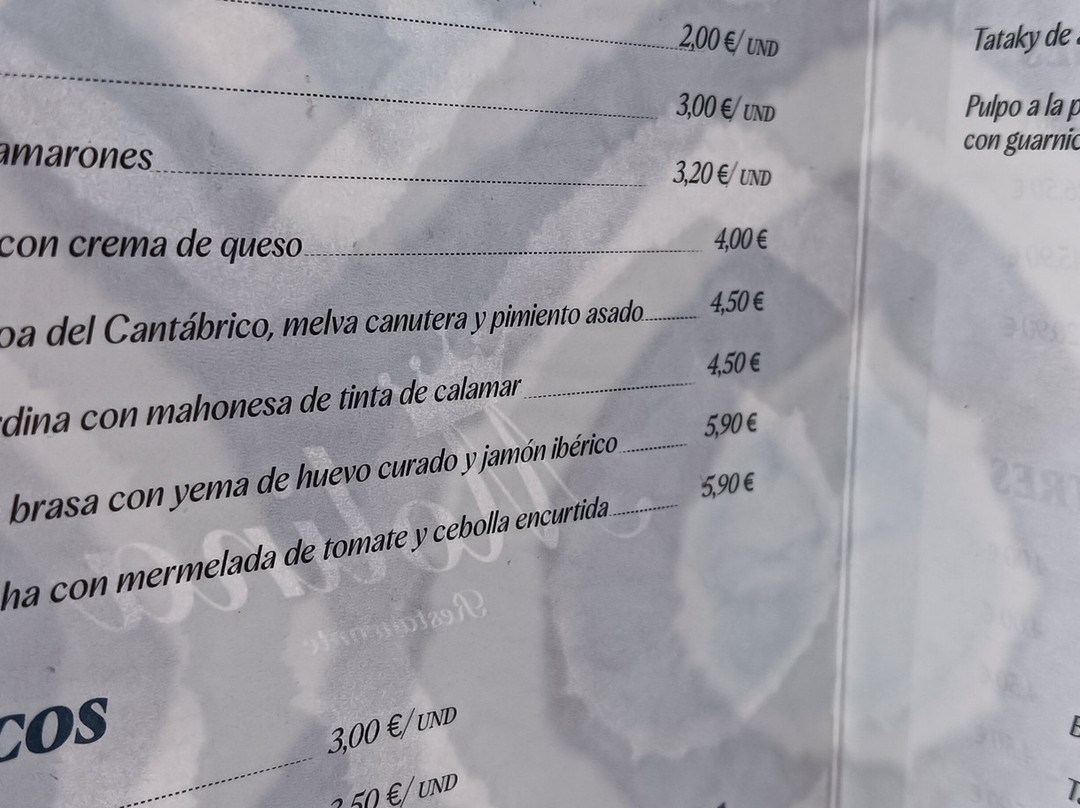 2,00 €/ UND
3,00 €/ UND
amarones 3,20 €/ UND
con crema de queso 4,00 €
oa del Cantábrico, melva canutera y pimiento asado 4,50 €
rdina con mahonesa de tinta de calamar 4,50 €
brasa con yema de huevo curado y jamón ibérico 5,90 €
ha con mermelada de tomate y cebolla encurtida 5,90 €
Restaurante
COS
3,00 €/ UND
50 €/ UND
Tataky de
Pulpo a la p
con guarnic